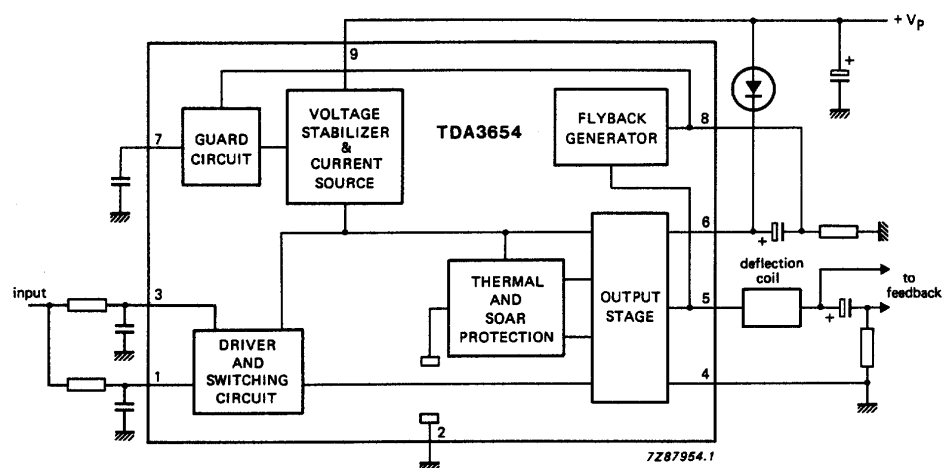 + Vp
9
+
VOLTAGE
STABILIZER
&
CURRENT
SOURCE
TDA3654
FLYBACK
GENERATOR
8
7
GUARD
CIRCUIT
6
+
deflection
coil
THERMAL
AND
SOAR
PROTECTION
OUTPUT
STAGE
5
to
feedback
+
input
3
DRIVER
AND
SWITCHING
CIRCUIT
1
4
2
7Z87954.1